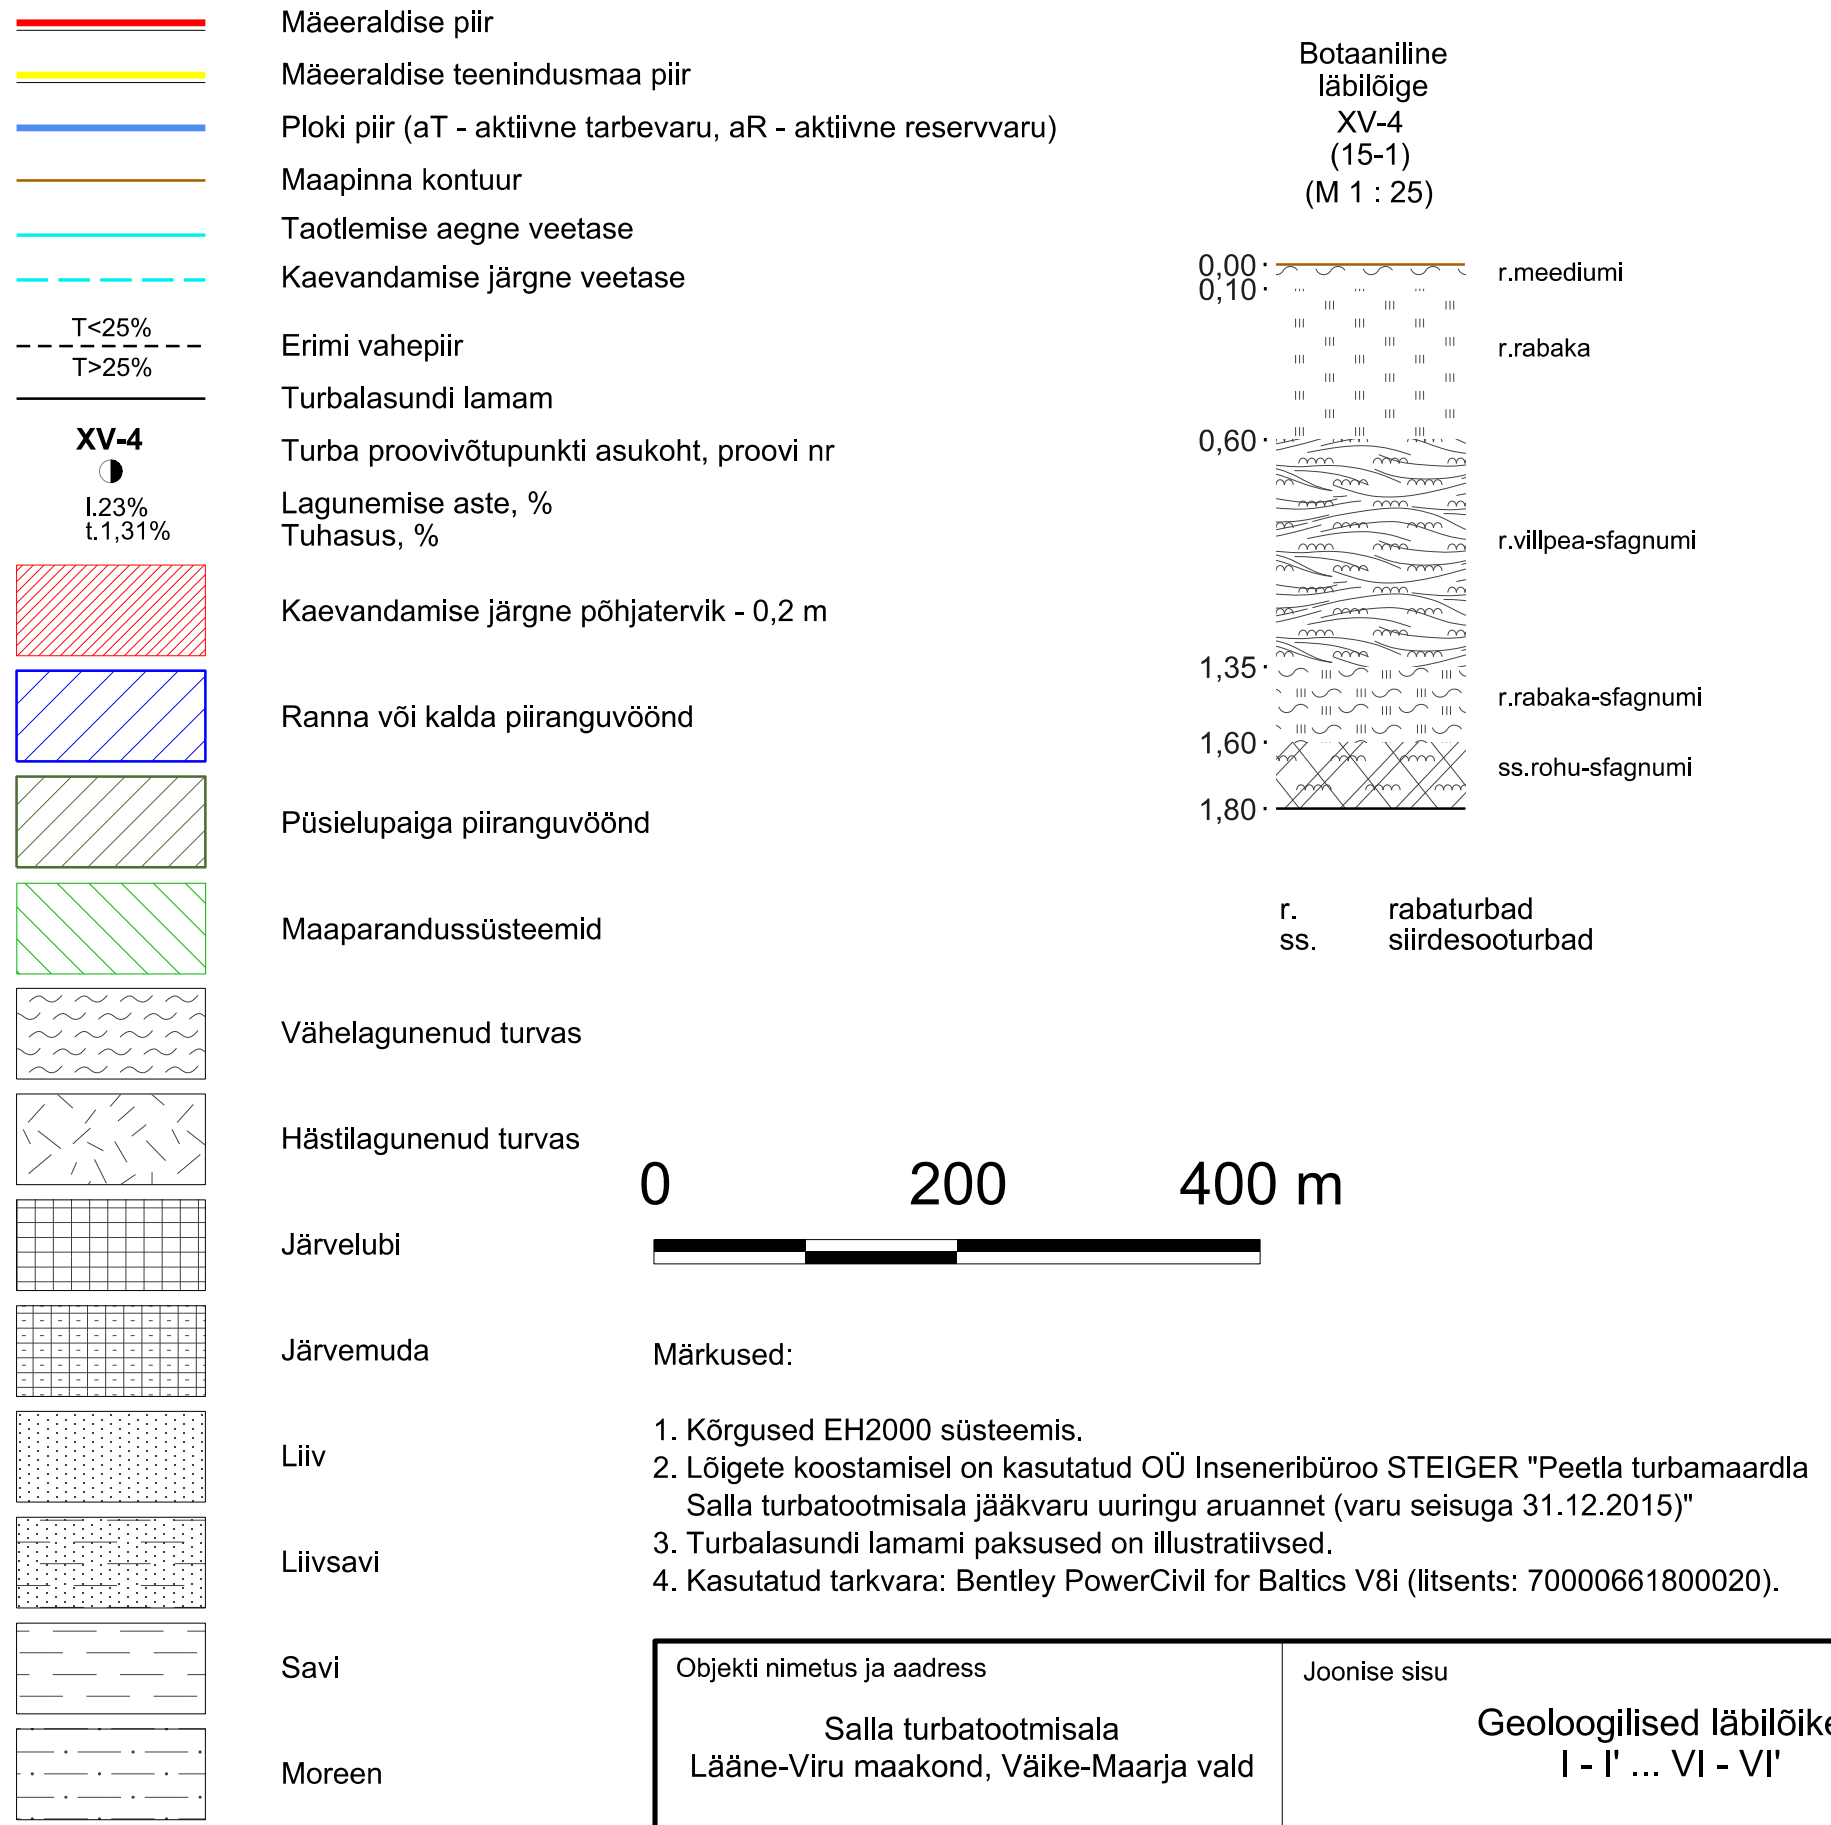 Mäeeraldise piir
Mäeeraldise teenindusmaa piir
Ploki piir (aT - aktiivne tarbevaru, aR - aktiivne reservvaru)
Maapinna kontuur
Taotlemise aegne veetase
Kaevandamise järgne veetase
T<25%
T>25%
Erimi vahepiir
Turbalasundi lamam
XV-4
Turba proovivõtupunkti asukoht, proovi nr
l.23%
t.1,31%
Lagunemise aste, %
Tuhasus, %
Kaevandamise järgne põhjatervik - 0,2 m
Ranna või kalda piiranguvöönd
Püsielupaiga piiranguvöönd
Maaparandussüsteemid
Vähelagunenud turvas
Hästilagunenud turvas
Järvelubi
Järvemuda
Liiv
Liivsavi
Savi
Moreen
Botaaniline
läbilõige
XV-4
(15-1)
(M 1 : 25)
0,00
r.meediumi
0,10
r.rabaka
0,60
r.villpea-sfagnumi
1,35
r.rabaka-sfagnumi
1,60
ss.rohu-sfagnumi
1,80
r. rabaturbad
ss. siirdesooturbad
0 200 400 m
Märkused:
1. Kõrgused EH2000 süsteemis.
2. Lõigete koostamisel on kasutatud OÜ Inseneribüroo STEIGER "Peetla turbamaardla
Salla turbatootmisala jääkvaru uuringu aruannet (varu seisuga 31.12.2015)"
3. Turbalasundi lamami paksused on illustratiivsed.
4. Kasutatud tarkvara: Bentley PowerCivil for Baltics V8i (litsents: 70000661800020).
Objekti nimetus ja aadress
Salla turbatootmisala
Lääne-Viru maakond, Väike-Maarja vald
Joonise sisu
Geoloogilised läbilõike
I - I' ... VI - VI'